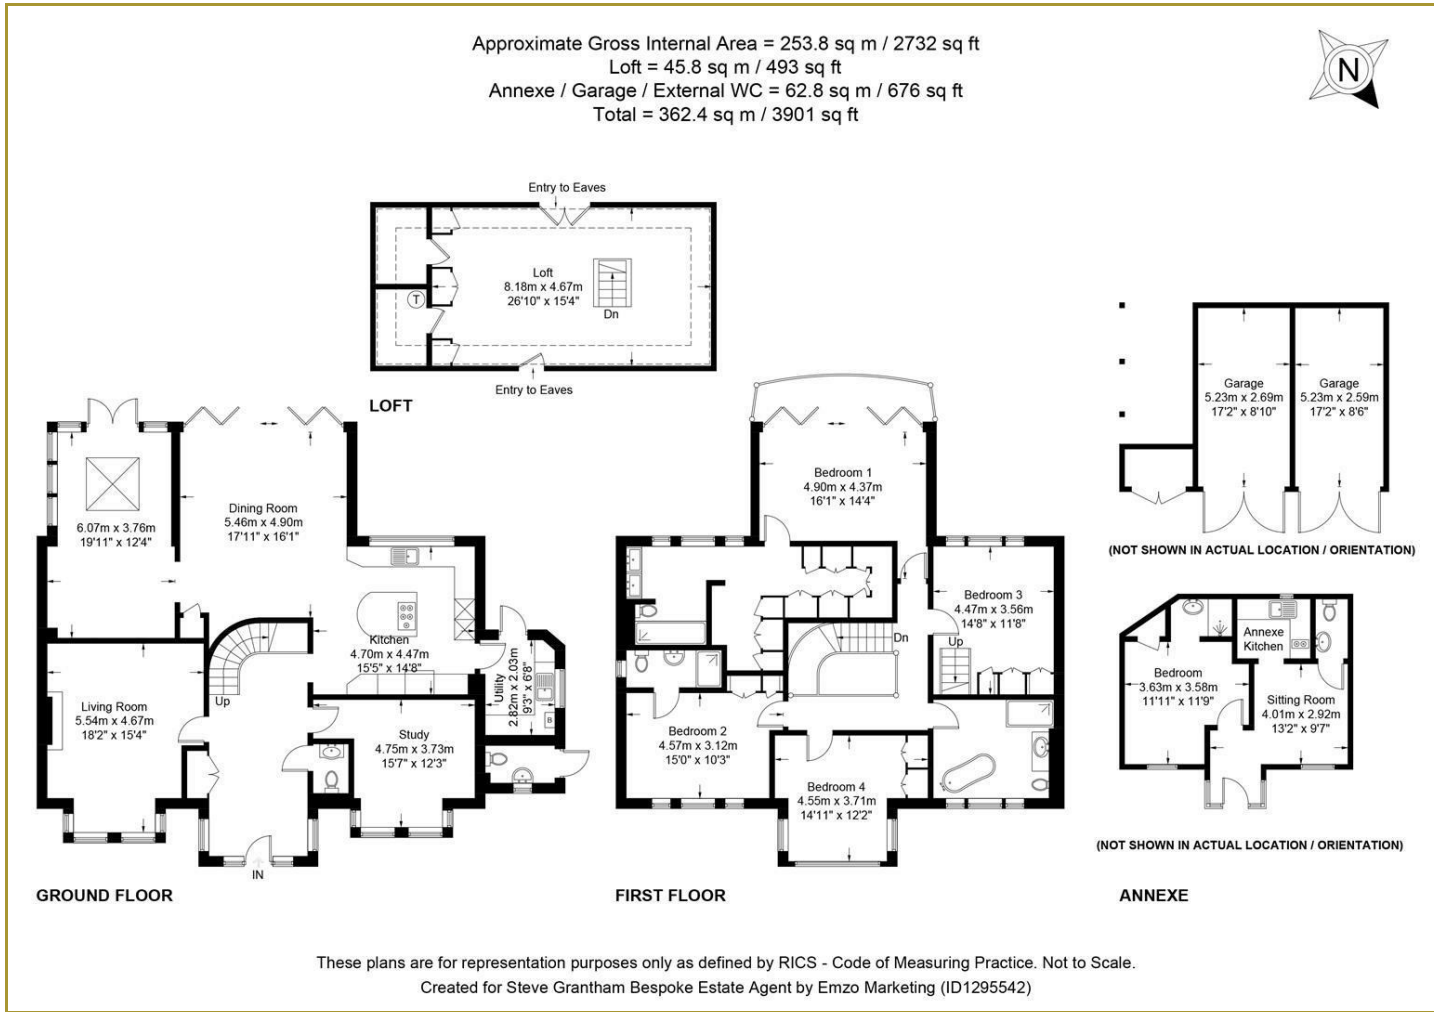 Approximate Gross Internal Area = 253.8 sq m / 2732 sq ft
Loft = 45.8 sq m / 493 sq ft
Annexe / Garage / External WC = 62.8 sq m / 676 sq ft
Total = 362.4 sq m / 3901 sq ft
N
Entry to Eaves
Loft
8.18m x 4.67m
26'10" x 15'4"
Dn
T
Entry to Eaves
LOFT
6.07m x 3.76m
19'11" x 12'4"
Dining Room
5.46m x 4.90m
17'11" x 16'1"
Kitchen
4.70m x 4.47m
15'5" x 14'8"
Utility
2.82m x 2.03m
9'3" x 6'8"
B
Up
Living Room
5.54m x 4.67m
18'2" x 15'4"
Study
4.75m x 3.73m
15'7" x 12'3"
IN
GROUND FLOOR
Bedroom 1
4.90m x 4.37m
16'1" x 14'4"
Bedroom 3
4.47m x 3.56m
14'8" x 11'8"
Dn
Up
Bedroom 2
4.57m x 3.12m
15'0" x 10'3"
Bedroom 4
4.55m x 3.71m
14'11" x 12'2"
FIRST FLOOR
Garage
5.23m x 2.69m
17'2" x 8'10"
Garage
5.23m x 2.59m
17'2" x 8'6"
(NOT SHOWN IN ACTUAL LOCATION / ORIENTATION)
Annexe
Kitchen
Bedroom
3.63m x 3.58m
11'11" x 11'9"
Sitting Room
4.01m x 2.92m
13'2" x 9'7"
(NOT SHOWN IN ACTUAL LOCATION / ORIENTATION)
ANNEXE
These plans are for representation purposes only as defined by RICS - Code of Measuring Practice. Not to Scale.
Created for Steve Grantham Bespoke Estate Agent by Emzo Marketing (ID1295542)